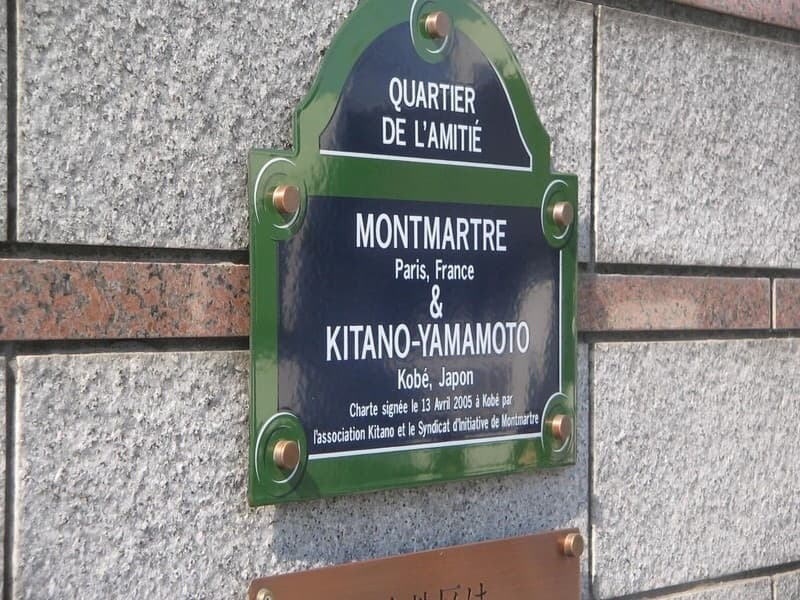 QUARTIER
DE L'AMITIÉ
MONTMARTRE
Paris, France
&
KITANO-YAMAMOTO
Kobé, Japon
Charte signée le 13 Avril 2005 à Kobé par
l'association Kitano et le Syndicat d'Initiative de Montmartre